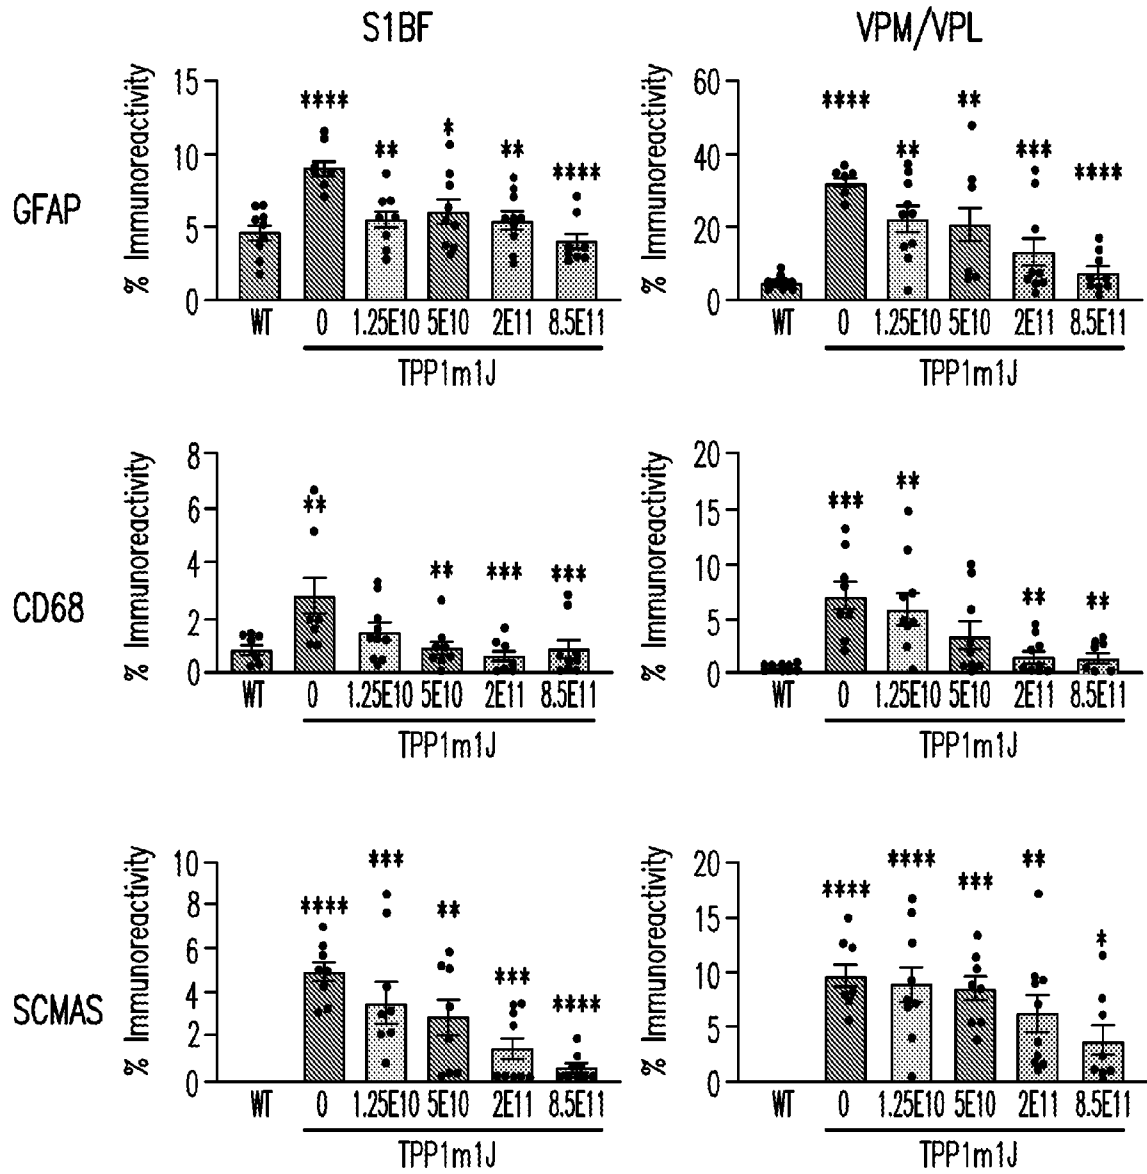 S1BF
VPM/VPL
GFAP
% Immunoreactivity
15
10
5
0
**** ** * ** ****
WT 0 1.25E10 5E10 2E11 8.5E11
TPP1m1J
% Immunoreactivity
60
40
20
0
**** ** ** *** ****
WT 0 1.25E10 5E10 2E11 8.5E11
TPP1m1J
CD68
% Immunoreactivity
8
6
4
2
0
** ** *** ***
WT 0 1.25E10 5E10 2E11 8.5E11
TPP1m1J
% Immunoreactivity
20
15
10
5
0
*** ** ** **
WT 0 1.25E10 5E10 2E11 8.5E11
TPP1m1J
SCMAS
% Immunoreactivity
10
8
6
4
2
0
**** *** ** *** ****
WT 0 1.25E10 5E10 2E11 8.5E11
TPP1m1J
% Immunoreactivity
20
15
10
5
0
**** **** *** ** *
WT 0 1.25E10 5E10 2E11 8.5E11
TPP1m1J